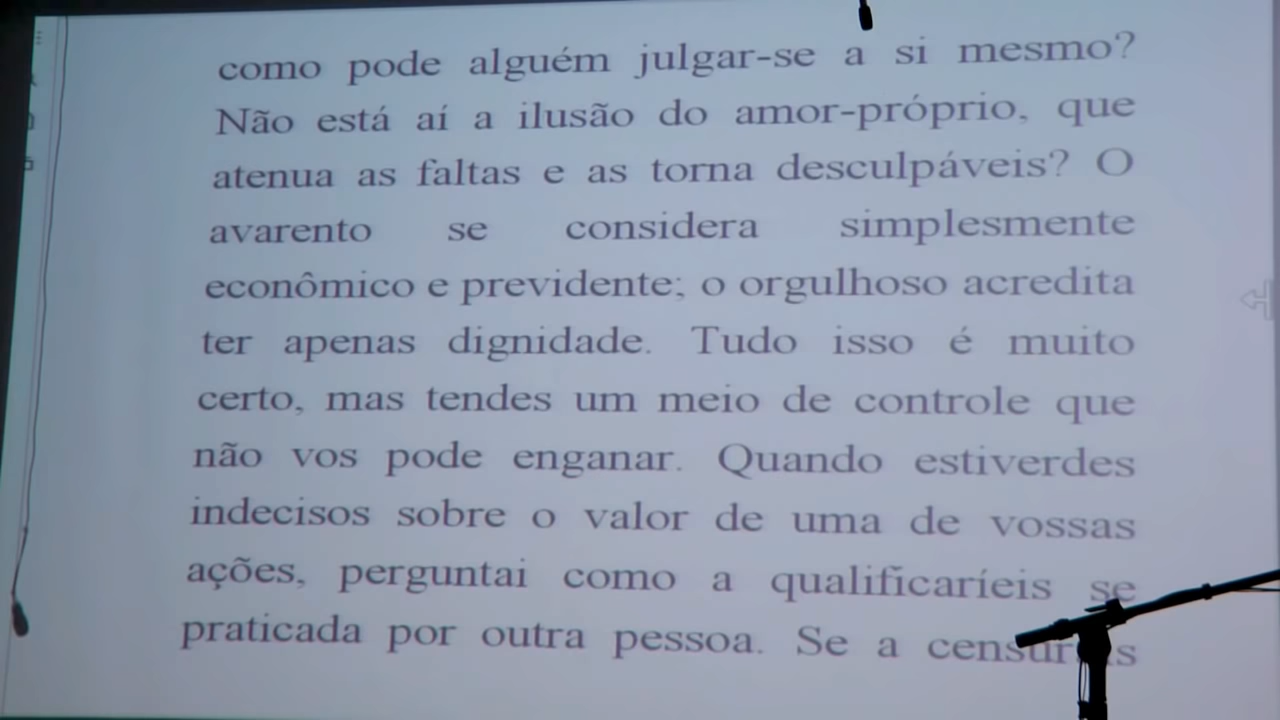 como pode alguém julgar-se a si mesmo?
Não está aí a ilusão do amor-próprio, que
atenua as faltas e as torna desculpáveis? O
avarento se considera simplesmente
econômico e previdente; o orgulhoso acredita
ter apenas dignidade. Tudo isso é muito
certo, mas tendes um meio de controle que
não vos pode enganar. Quando estiverdes
indecisos sobre o valor de uma de vossas
ações, perguntai como a qualificaríeis se
praticada por outra pessoa. Se a censurais